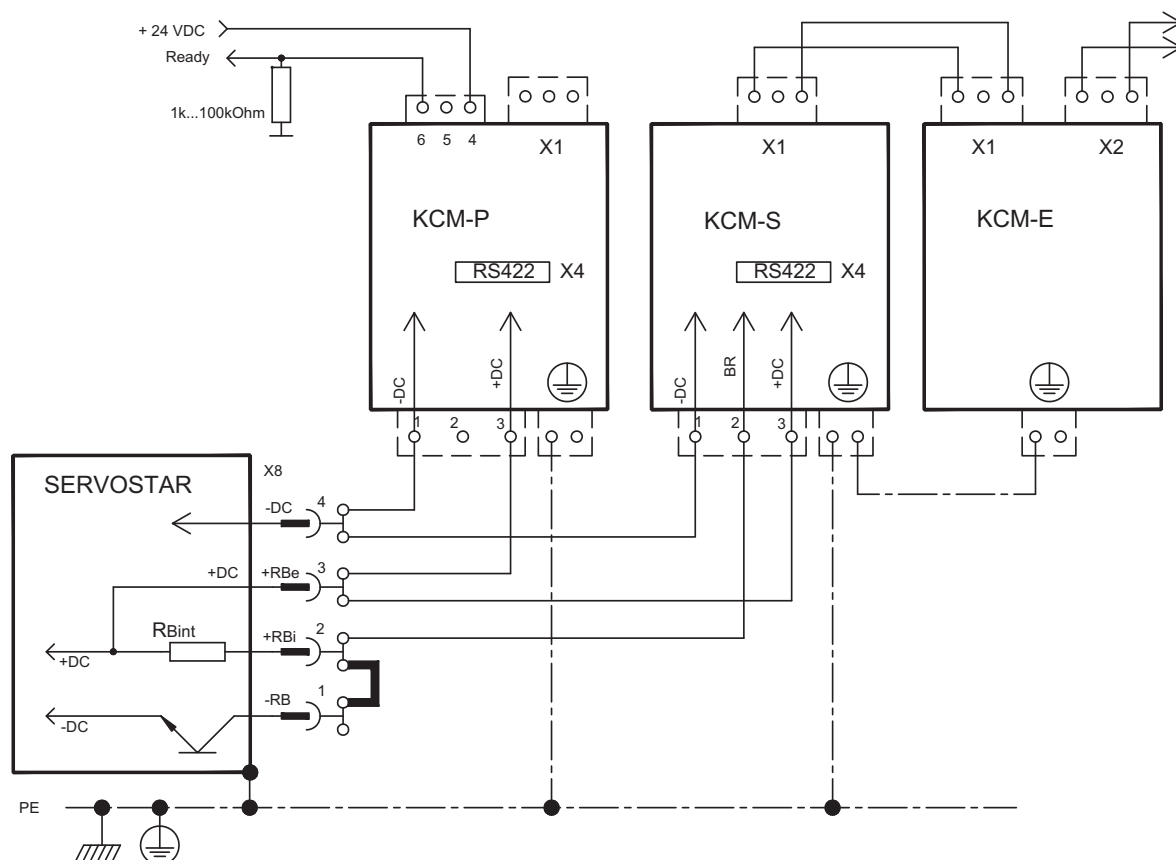 + 24 VDC
Ready
1k...100kOhm
6 5 4
X1
KCM-P
RS422 X4
-DC
+DC
1 2 3
X1
KCM-S
RS422 X4
-DC
BR
+DC
1 2 3
X1 X2
KCM-E
SERVOSTAR
X8
-DC 4
+DC +RBe 3
RBint
+RBi 2
+DC
-RB 1
-DC
PE